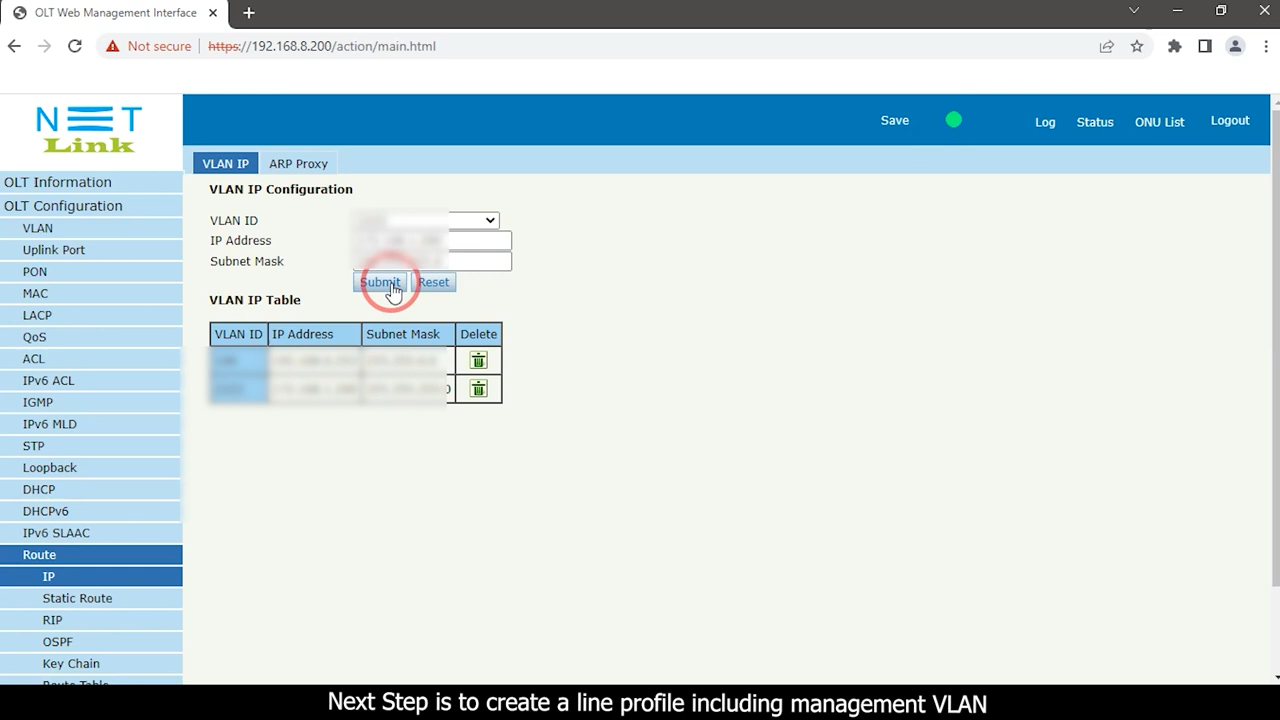 OLT Web Management Interface
Not secure https://192.168.8.200/action/main.html
NET
Link
Save
Log
Status
ONU List
Logout
VLAN IP
ARP Proxy
OLT Information
OLT Configuration
VLAN
Uplink Port
PON
MAC
LACP
QoS
ACL
IPv6 ACL
IGMP
IPv6 MLD
STP
Loopback
DHCP
DHCPv6
IPv6 SLAAC
Route
IP
Static Route
RIP
OSPF
Key Chain
Route Table
VLAN IP Configuration
VLAN ID
IP Address
Subnet Mask
Submit
Reset
VLAN IP Table
VLAN ID IP Address Subnet Mask Delete
Next Step is to create a line profile including management VLAN